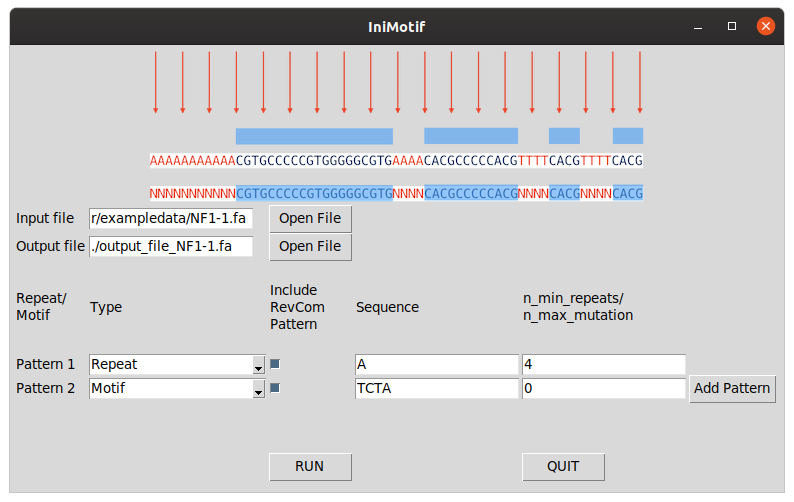 IniMotif
AAAAAAAAAAACGTGCCCCCGTGGGGGCGTGAAAACACGCCCCCACGTTTTCACGTTTTCACG
NNNNNNNNNNNCGTGCCCCCGTGGGGGCGTGNNNNCACGCCCCCACGNNNNCACGNNNNCACG
Input file r/exampledata/NF1-1.fa Open File
Output file ./output_file_NF1-1.fa Open File
Repeat/
Motif
Type
Include
RevCom
Pattern
Sequence
n_min_repeats/
n_max_mutation
Pattern 1 Repeat A 4
Pattern 2 Motif TCTA 0 Add Pattern
RUN QUIT